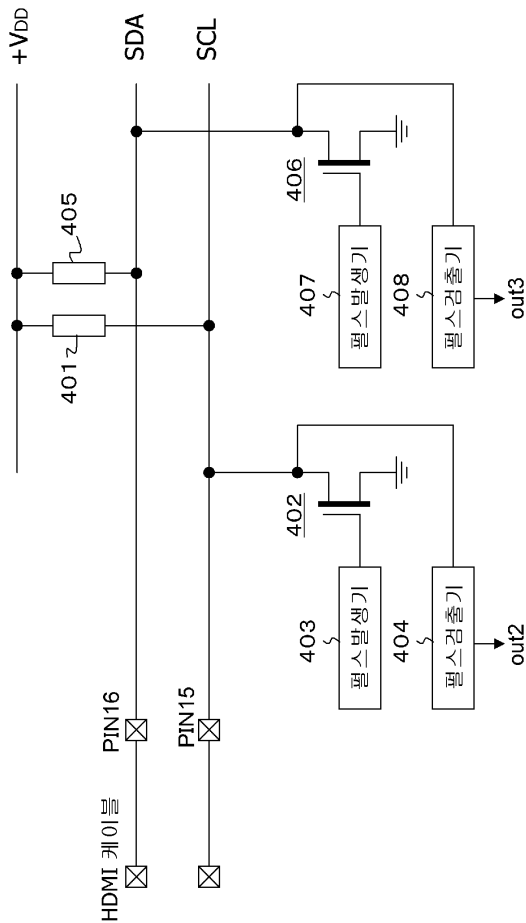 +VDD
SDA
SCL
405
401
406
407
펄스발생기
408
펄스검출기
out3
402
403
펄스발생기
404
펄스검출기
out2
PIN16
PIN15
HDMI 케이블